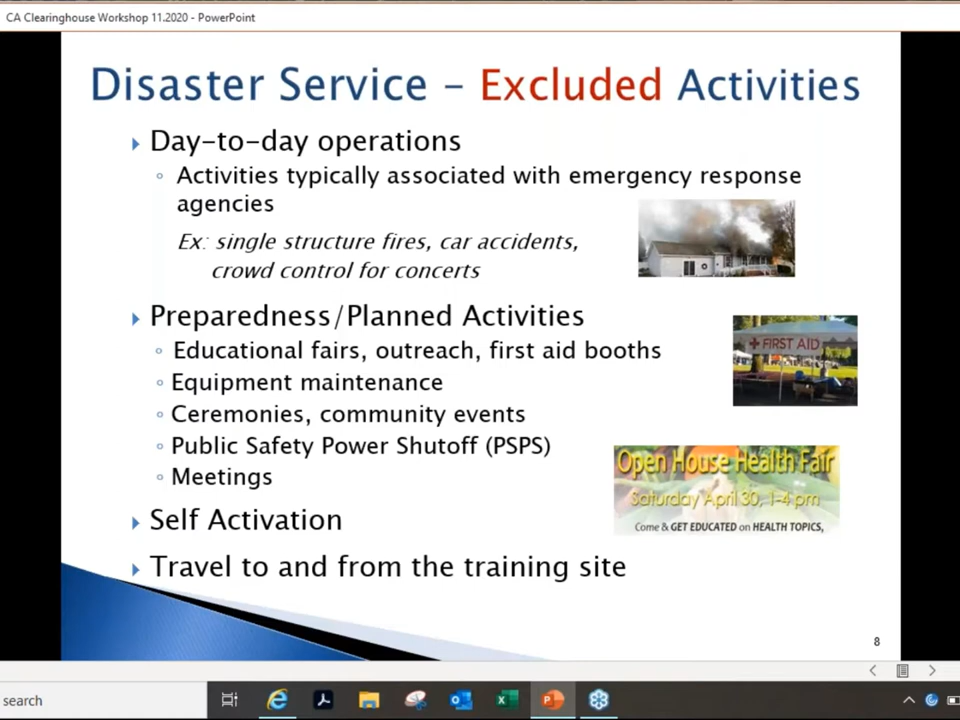 CA Clearinghouse Workshop 11.2020 - PowerPoint
Disaster Service – Excluded Activities
Day-to-day operations
Activities typically associated with emergency response
agencies
Ex: single structure fires, car accidents,
crowd control for concerts
Preparedness/Planned Activities
Educational fairs, outreach, first aid booths
FIRST AID
Equipment maintenance
Ceremonies, community events
Public Safety Power Shutoff (PSPS)
Meetings
Open House Health Fair
Saturday April 30, 1-4 pm
Come & GET EDUCATED on HEALTH TOPICS,
Self Activation
Travel to and from the training site
8
search